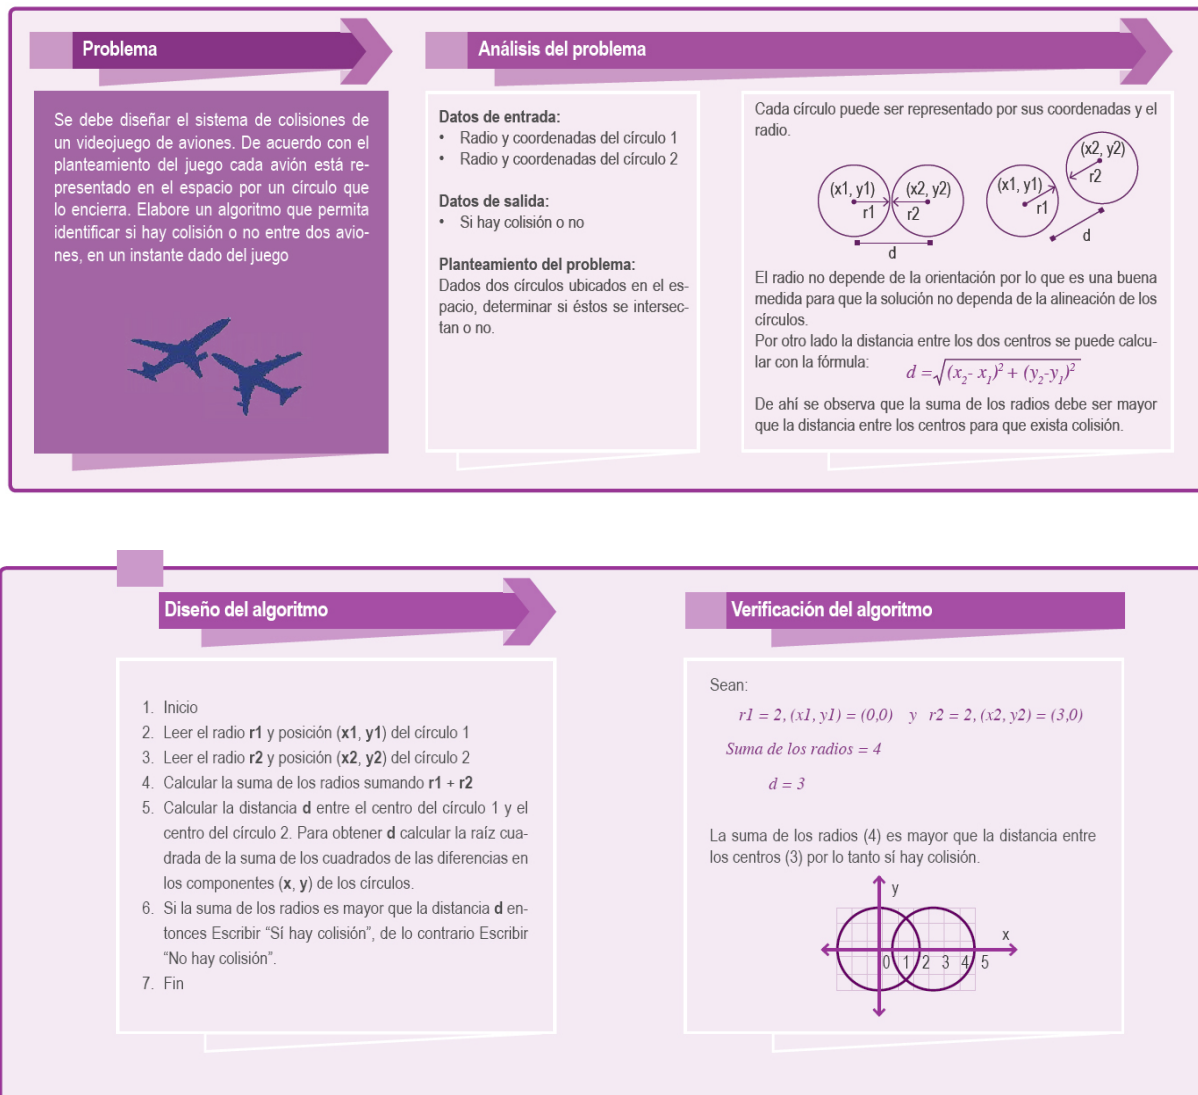 Problema
Se debe diseñar el sistema de colisiones de
un videojuego de aviones. De acuerdo con el
planteamiento del juego cada avión está re-
presentado en el espacio por un círculo que
lo encierra. Elabore un algoritmo que permita
identificar si hay colisión o no entre dos avio-
nes, en un instante dado del juego
Análisis del problema
Datos de entrada:
• Radio y coordenadas del círculo 1
• Radio y coordenadas del círculo 2
Datos de salida:
• Si hay colisión o no
Planteamiento del problema:
Dados dos círculos ubicados en el es-
pacio, determinar si éstos se intersec-
tan o no.
Cada círculo puede ser representado por sus coordenadas y el
radio.
(x1, y1) (x2, y2)
r1 r2
d
(x2, y2)
r2
(x1, y1)
r1
d
El radio no depende de la orientación por lo que es una buena
medida para que la solución no dependa de la alineación de los
círculos.
Por otro lado la distancia entre los dos centros se puede calcu-
lar con la fórmula: d =√(x₂- x₁)² + (y₂-y₁)²
De ahí se observa que la suma de los radios debe ser mayor
que la distancia entre los centros para que exista colisión.
Diseño del algoritmo
1. Inicio
2. Leer el radio r1 y posición (x1, y1) del círculo 1
3. Leer el radio r2 y posición (x2, y2) del círculo 2
4. Calcular la suma de los radios sumando r1 + r2
5. Calcular la distancia d entre el centro del círculo 1 y el
centro del círculo 2. Para obtener d calcular la raíz cua-
drada de la suma de los cuadrados de las diferencias en
los componentes (x, y) de los círculos.
6. Si la suma de los radios es mayor que la distancia d en-
tonces Escribir “Sí hay colisión”, de lo contrario Escribir
“No hay colisión”.
7. Fin
Verificación del algoritmo
Sean:
r1 = 2, (x1, y1) = (0,0) y r2 = 2, (x2, y2) = (3,0)
Suma de los radios = 4
d = 3
La suma de los radios (4) es mayor que la distancia entre
los centros (3) por lo tanto sí hay colisión.
y
x
0 1 2 3 4 5